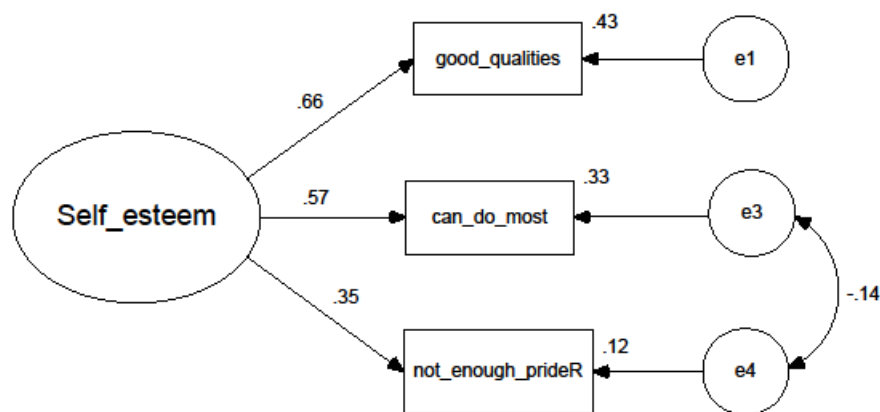 .43
good_qualities
e1
.66
Self_esteem
.57
.33
can_do_most
e3
-.14
.35
.12
not_enough_prideR
e4